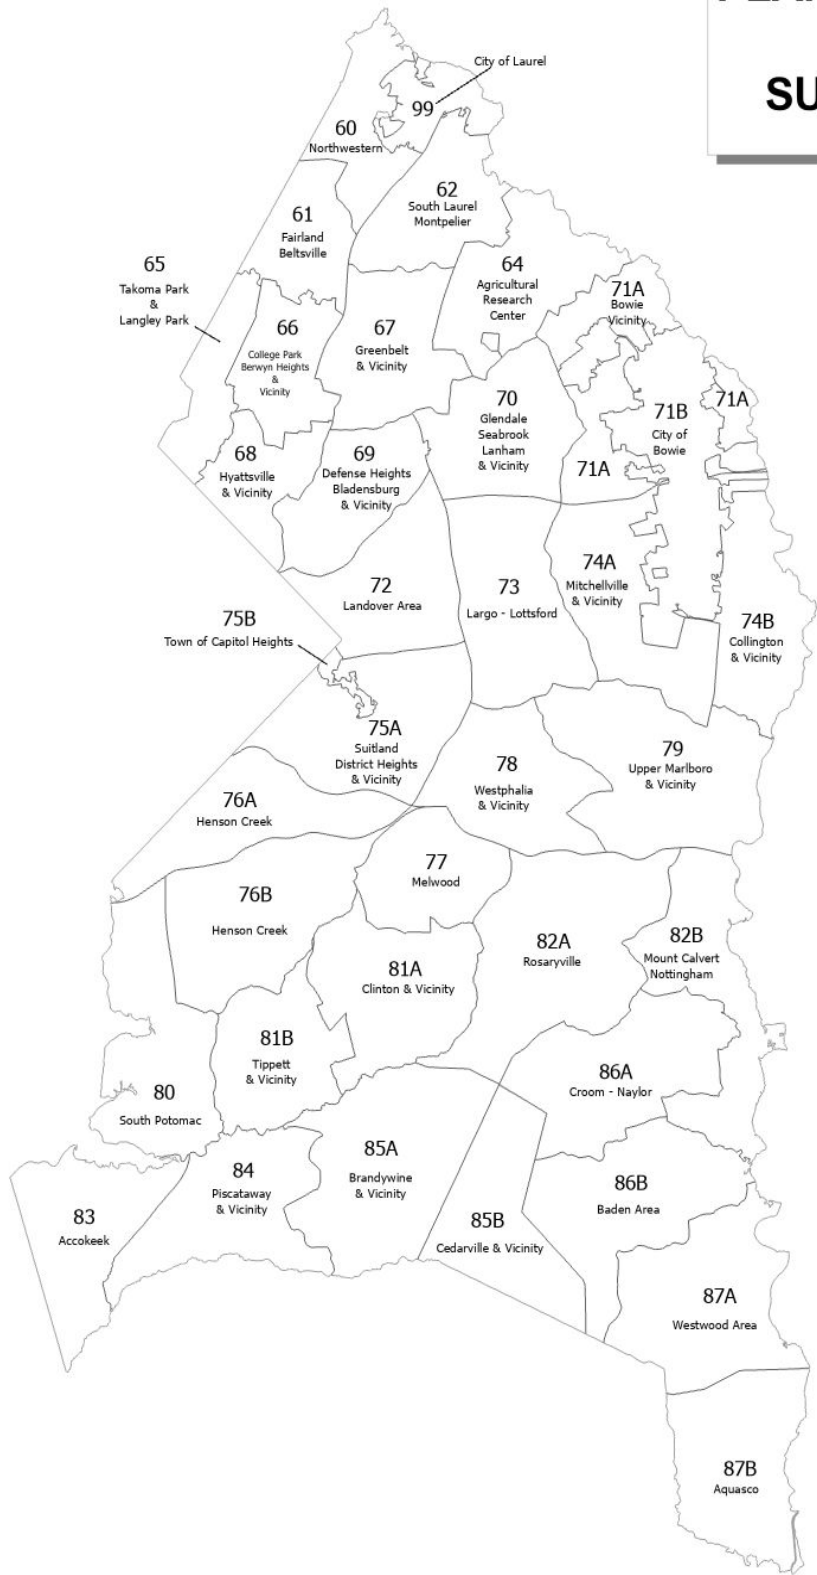 SU
City of Laurel
99
60
Northwestern
62
South Laurel
Montpelier
61
Fairland
Beltsville
65
Takoma Park
&
Langley Park
64
Agricultural
Research
Center
71A
Bowie
Vicinity
66
College Park
Berwyn Heights
&
Vicinity
67
Greenbelt
& Vicinity
70
Glendale
Seabrook
Lanham
& Vicinity
71B
City of
Bowie
71A
68
Hyattsville
& Vicinity
69
Defense Heights
Bladensburg
& Vicinity
71A
72
Landover Area
73
Largo - Lottsford
74A
Mitchellville
& Vicinity
75B
Town of Capitol Heights
74B
Collington
& Vicinity
75A
Suitland
District Heights
& Vicinity
78
Westphalia
& Vicinity
79
Upper Marlboro
& Vicinity
76A
Henson Creek
77
Melwood
76B
Henson Creek
82A
Rosaryville
82B
Mount Calvert
Nottingham
81A
Clinton & Vicinity
81B
Tippett
& Vicinity
80
South Potomac
86A
Croom - Naylor
85A
Brandywine
& Vicinity
84
Piscataway
& Vicinity
86B
Baden Area
83
Accokeek
85B
Cedarville & Vicinity
87A
Westwood Area
87B
Aquasco